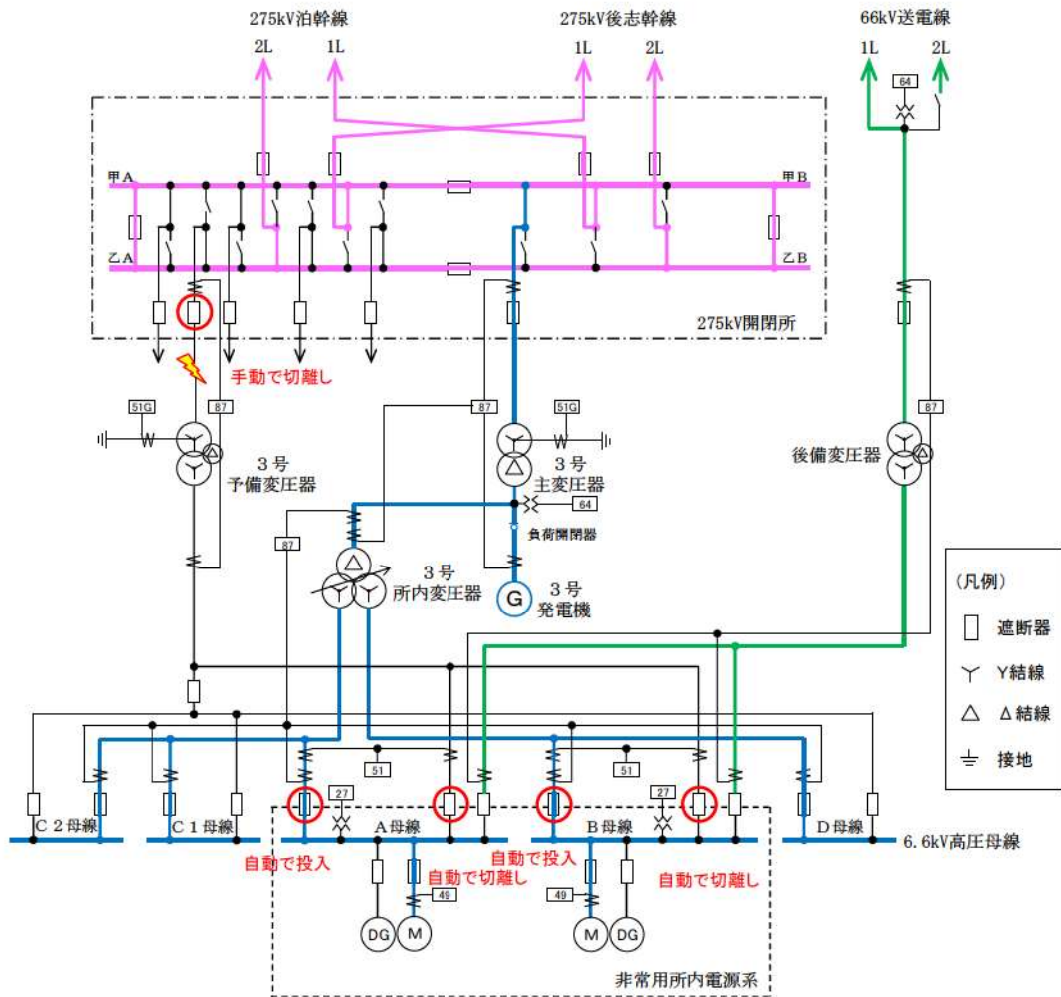 275kV泊幹線
275kV後志幹線
66kV送電線
2L
1L
1L
2L
1L
2L
64
甲A
甲B
乙A
乙B
275kV開閉所
手動で切離し
51G
87
87
51G
87
3号
予備変圧器
3号
主変圧器
後備変圧器
64
負荷開閉器
87
3号
所内変圧器
G
3号
発電機
(凡例)
遮断器
Y結線
Δ結線
接地
51
51
27
27
C2母線
C1母線
A母線
B母線
D母線
6.6kV高圧母線
自動で投入
自動で切離し
自動で投入
自動で切離し
49
49
DG
M
M
DG
非常用所内電源系